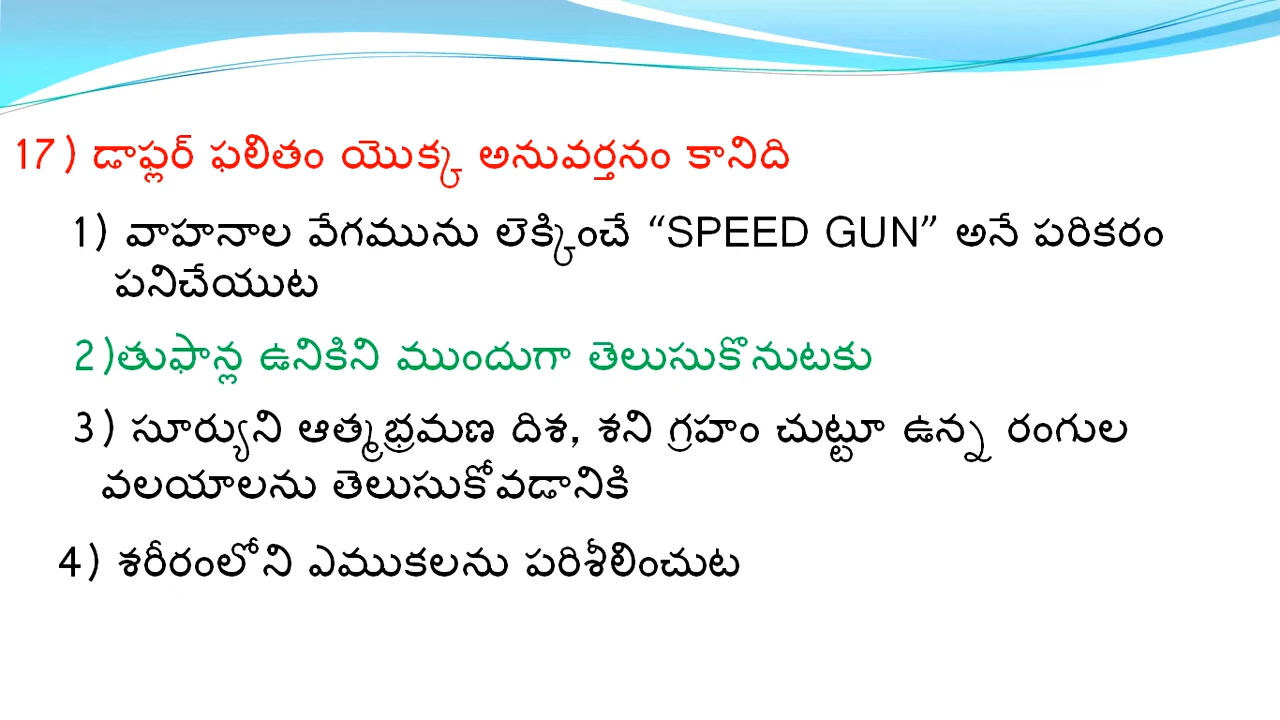 17) డాఫ్లర్ ఫలితం యొక్క అనువర్తనం కానిది
1) వాహనాల వేగమును లెక్కించే “SPEED GUN” అనే పరికరం
పనిచేయుట
2)తుఫాన్ల ఉనికిని ముందుగా తెలుసుకొనుటకు
3) సూర్యుని ఆత్మభ్రమణ దిశ, శని గ్రహం చుట్టూ ఉన్న రంగుల
వలయాలను తెలుసుకోవడానికి
4) శరీరంలోని ఎముకలను పరిశీలించుట